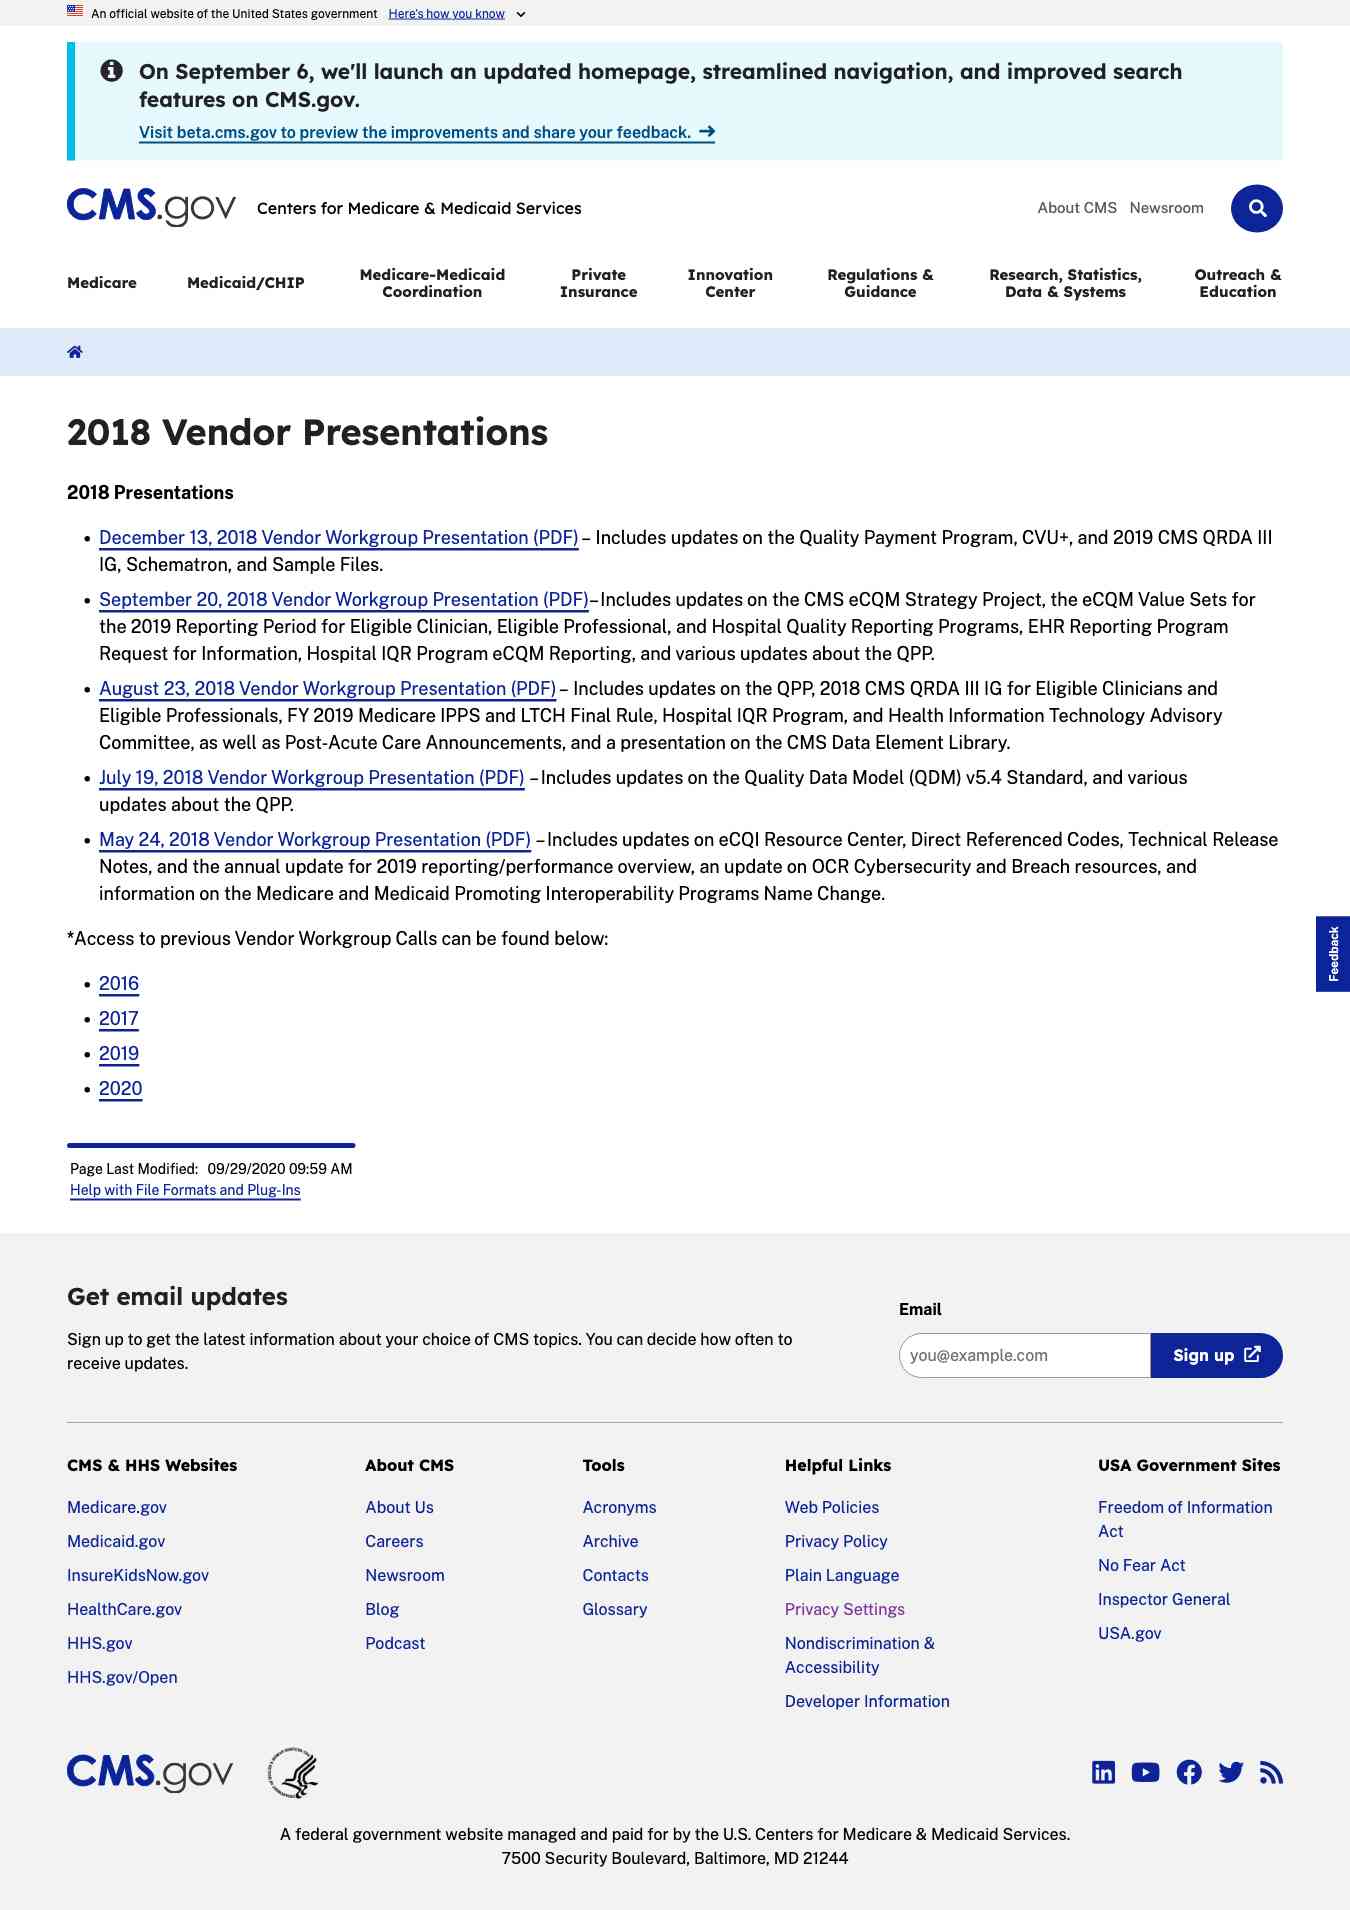 An official website of the United States government Here's how you know
On September 6, we'll launch an updated homepage, streamlined navigation, and improved search
features on CMS.gov.
Visit beta.cms.gov to preview the improvements and share your feedback.
CMS.gov Centers for Medicare & Medicaid Services
About CMS Newsroom
Medicare
Medicaid/CHIP
Medicare-Medicaid
Coordination
Private
Insurance
Innovation
Center
Regulations &
Guidance
Research, Statistics,
Data & Systems
Outreach &
Education
2018 Vendor Presentations
2018 Presentations
• December 13, 2018 Vendor Workgroup Presentation (PDF) – Includes updates on the Quality Payment Program, CVU+, and 2019 CMS QRDA III
IG, Schematron, and Sample Files.
• September 20, 2018 Vendor Workgroup Presentation (PDF)–Includes updates on the CMS eCQM Strategy Project, the eCQM Value Sets for
the 2019 Reporting Period for Eligible Clinician, Eligible Professional, and Hospital Quality Reporting Programs, EHR Reporting Program
Request for Information, Hospital IQR Program eCQM Reporting, and various updates about the QPP.
• August 23, 2018 Vendor Workgroup Presentation (PDF) – Includes updates on the QPP, 2018 CMS QRDA III IG for Eligible Clinicians and
Eligible Professionals, FY 2019 Medicare IPPS and LTCH Final Rule, Hospital IQR Program, and Health Information Technology Advisory
Committee, as well as Post-Acute Care Announcements, and a presentation on the CMS Data Element Library.
• July 19, 2018 Vendor Workgroup Presentation (PDF) –Includes updates on the Quality Data Model (QDM) v5.4 Standard, and various
updates about the QPP.
• May 24, 2018 Vendor Workgroup Presentation (PDF) –Includes updates on eCQI Resource Center, Direct Referenced Codes, Technical Release
Notes, and the annual update for 2019 reporting/performance overview, an update on OCR Cybersecurity and Breach resources, and
information on the Medicare and Medicaid Promoting Interoperability Programs Name Change.
*Access to previous Vendor Workgroup Calls can be found below:
Feedback
• 2016
• 2017
• 2019
• 2020
Page Last Modified: 09/29/2020 09:59 AM
Help with File Formats and Plug-Ins
Get email updates
Sign up to get the latest information about your choice of CMS topics. You can decide how often to
receive updates.
Email
you@example.com
Sign up
CMS & HHS Websites
Medicare.gov
Medicaid.gov
InsureKidsNow.gov
HealthCare.gov
HHS.gov
HHS.gov/Open
About CMS
About Us
Careers
Newsroom
Blog
Podcast
Tools
Acronyms
Archive
Contacts
Glossary
Helpful Links
Web Policies
Privacy Policy
Plain Language
Privacy Settings
Nondiscrimination &
Accessibility
Developer Information
USA Government Sites
Freedom of Information
Act
No Fear Act
Inspector General
USA.gov
CMS.gov
A federal government website managed and paid for by the U.S. Centers for Medicare & Medicaid Services.
7500 Security Boulevard, Baltimore, MD 21244